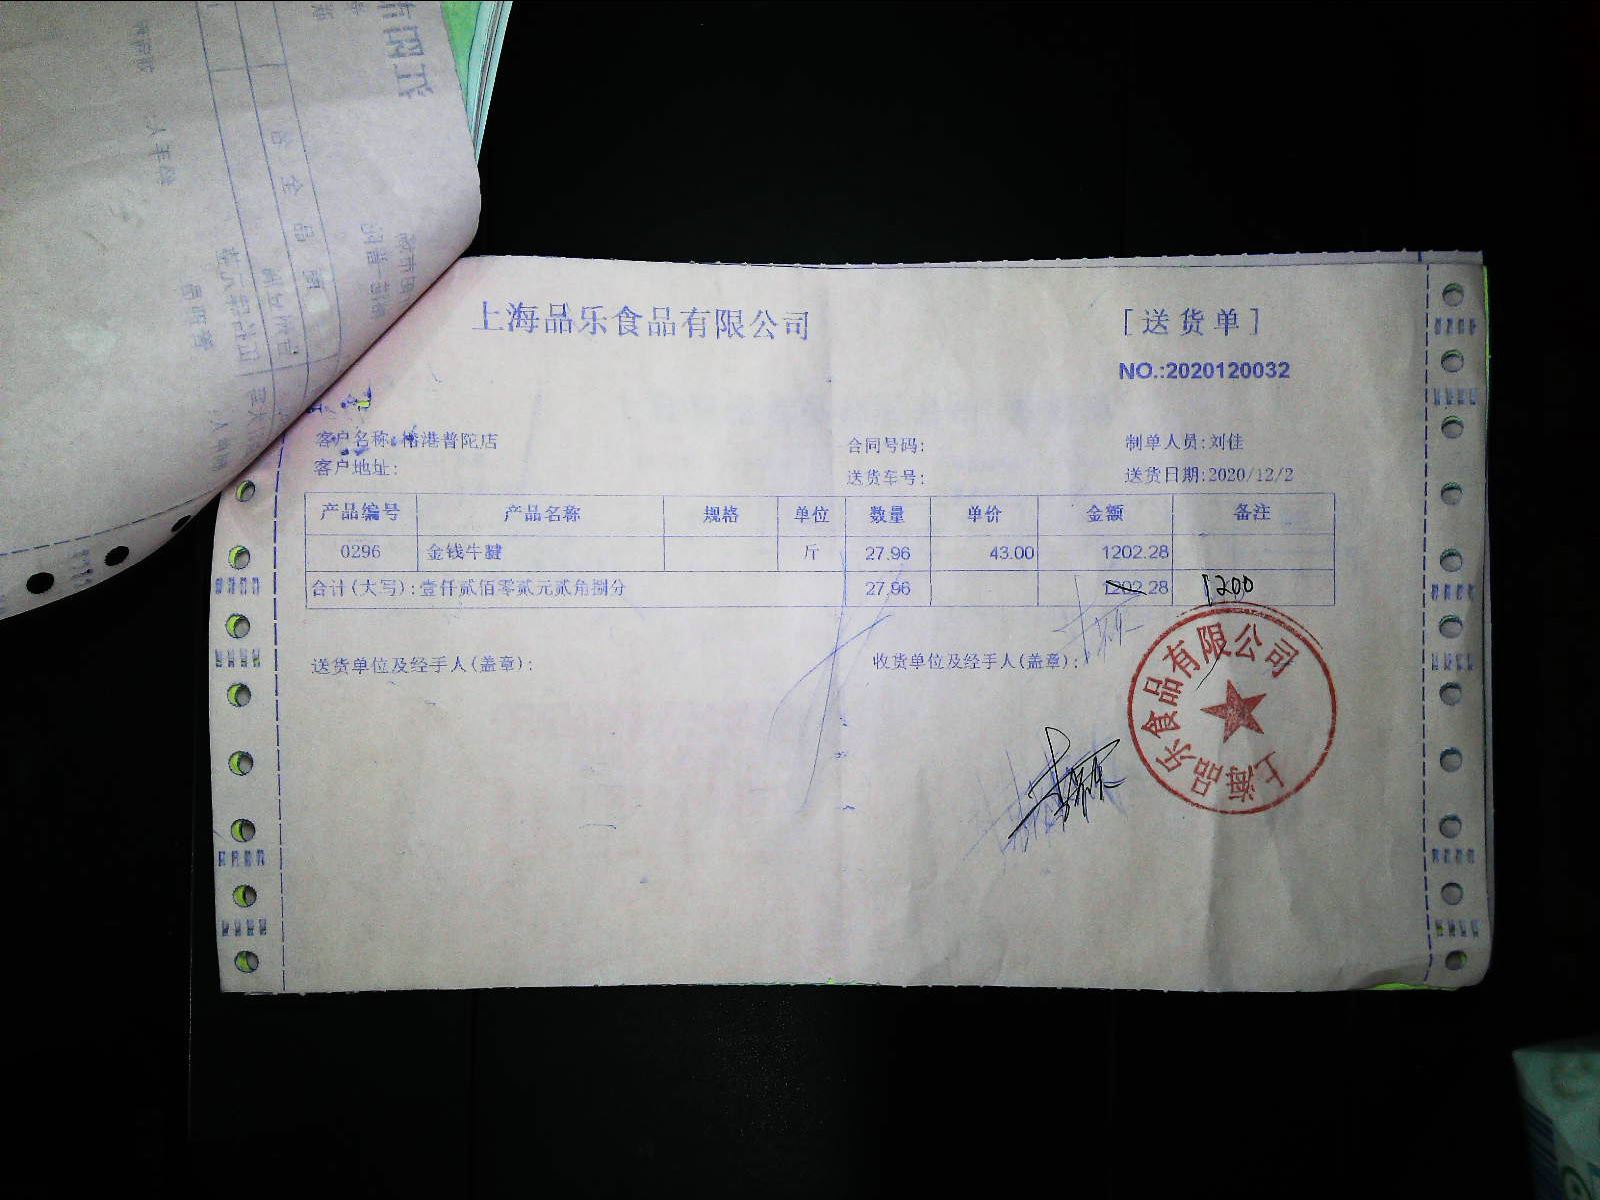 上海品乐食品有限公司 [送货单]
NO.:2020120032
客户名称:裕港普陀店 合同号码: 制单人员:刘佳
客户地址: 送货车号: 送货日期:2020/12/2
产品编号 产品名称 规格 单位 数量 单价 金额 备注
0296 金钱牛腱 斤 27.96 43.00 1202.28
合计(大写):壹仟贰佰零贰元贰角捌分 27.96 1202.28 1200
送货单位及经手人(盖章): 收货单位及经手人(盖章):
上海品乐食品有限公司